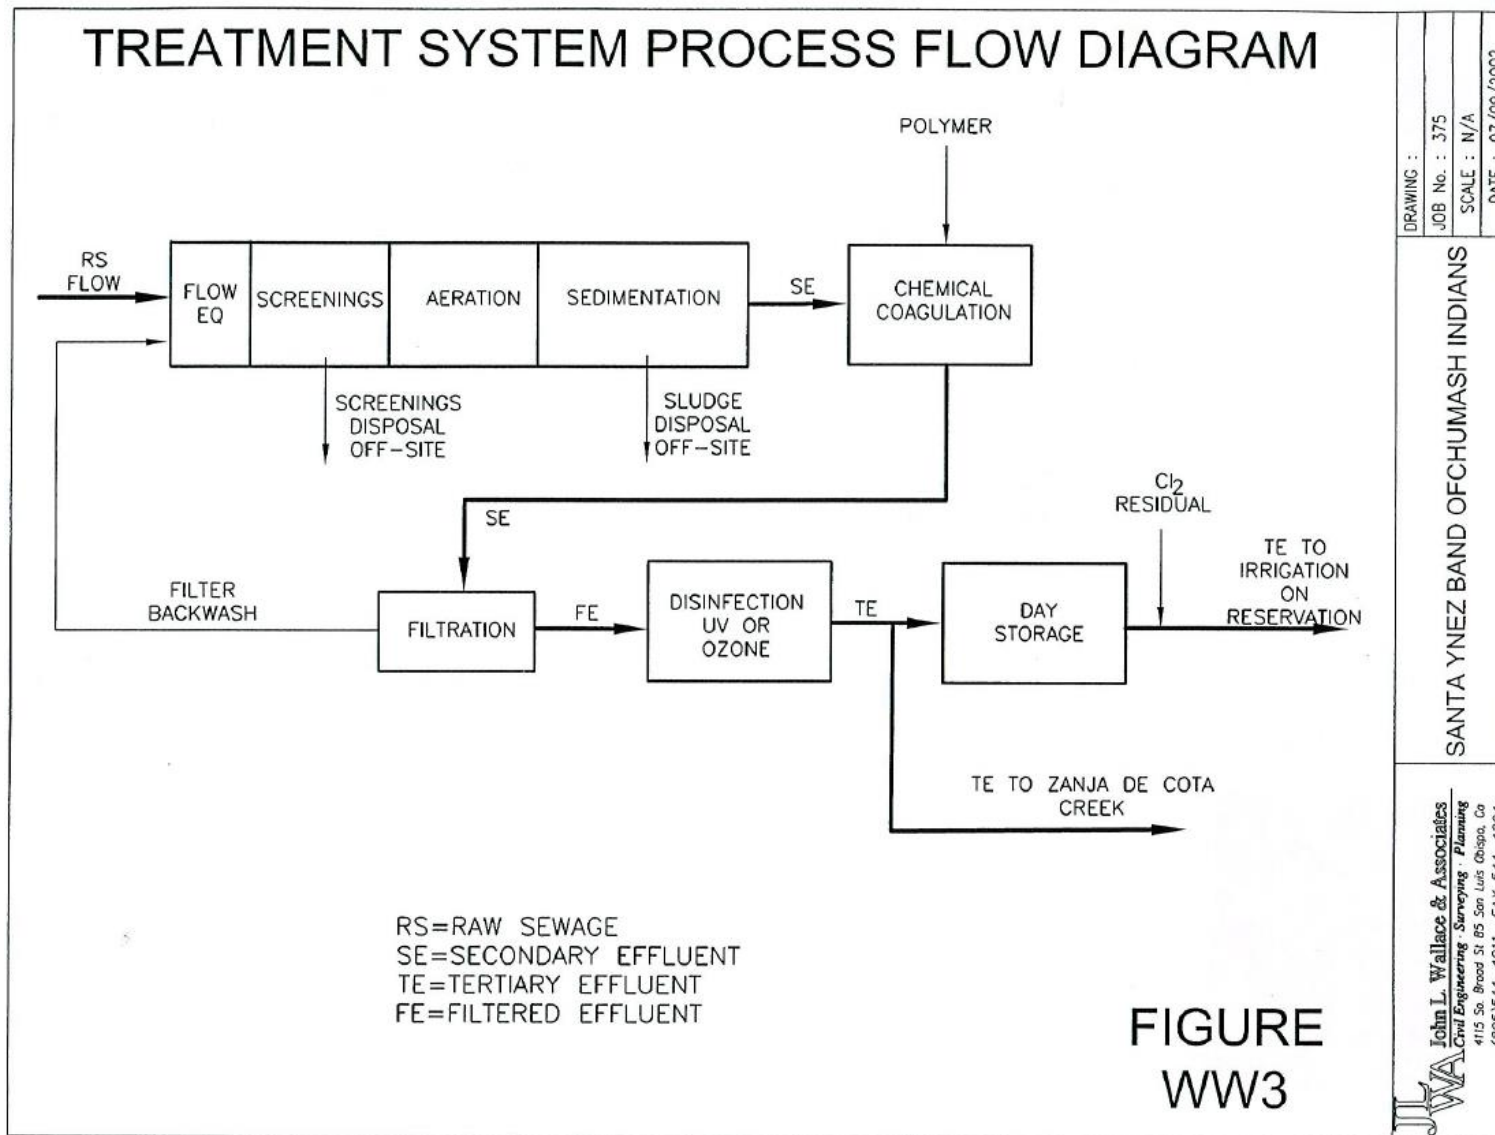 TREATMENT SYSTEM PROCESS FLOW DIAGRAM
POLYMER
RS
FLOW
FLOW
EQ
SCREENINGS
AERATION
SEDIMENTATION
SE
CHEMICAL
COAGULATION
SCREENINGS
DISPOSAL
OFF-SITE
SLUDGE
DISPOSAL
OFF-SITE
SE
Cl2
RESIDUAL
TE TO
IRRIGATION
ON
RESERVATION
FILTER
BACKWASH
FILTRATION
FE
DISINFECTION
UV OR
OZONE
TE
DAY
STORAGE
TE TO ZANJA DE COTA
CREEK
RS=RAW SEWAGE
SE=SECONDARY EFFLUENT
TE=TERTIARY EFFLUENT
FE=FILTERED EFFLUENT
FIGURE
WW3
DRAWING :
JOB No. : 375
SCALE : N/A
DATE :
SANTA YNEZ BAND OFCHUMASH INDIANS
JLWA
John L. Wallace & Associates
Civil Engineering · Surveying · Planning
4115 So. Broad St B5 San Luis Obispo, Ca